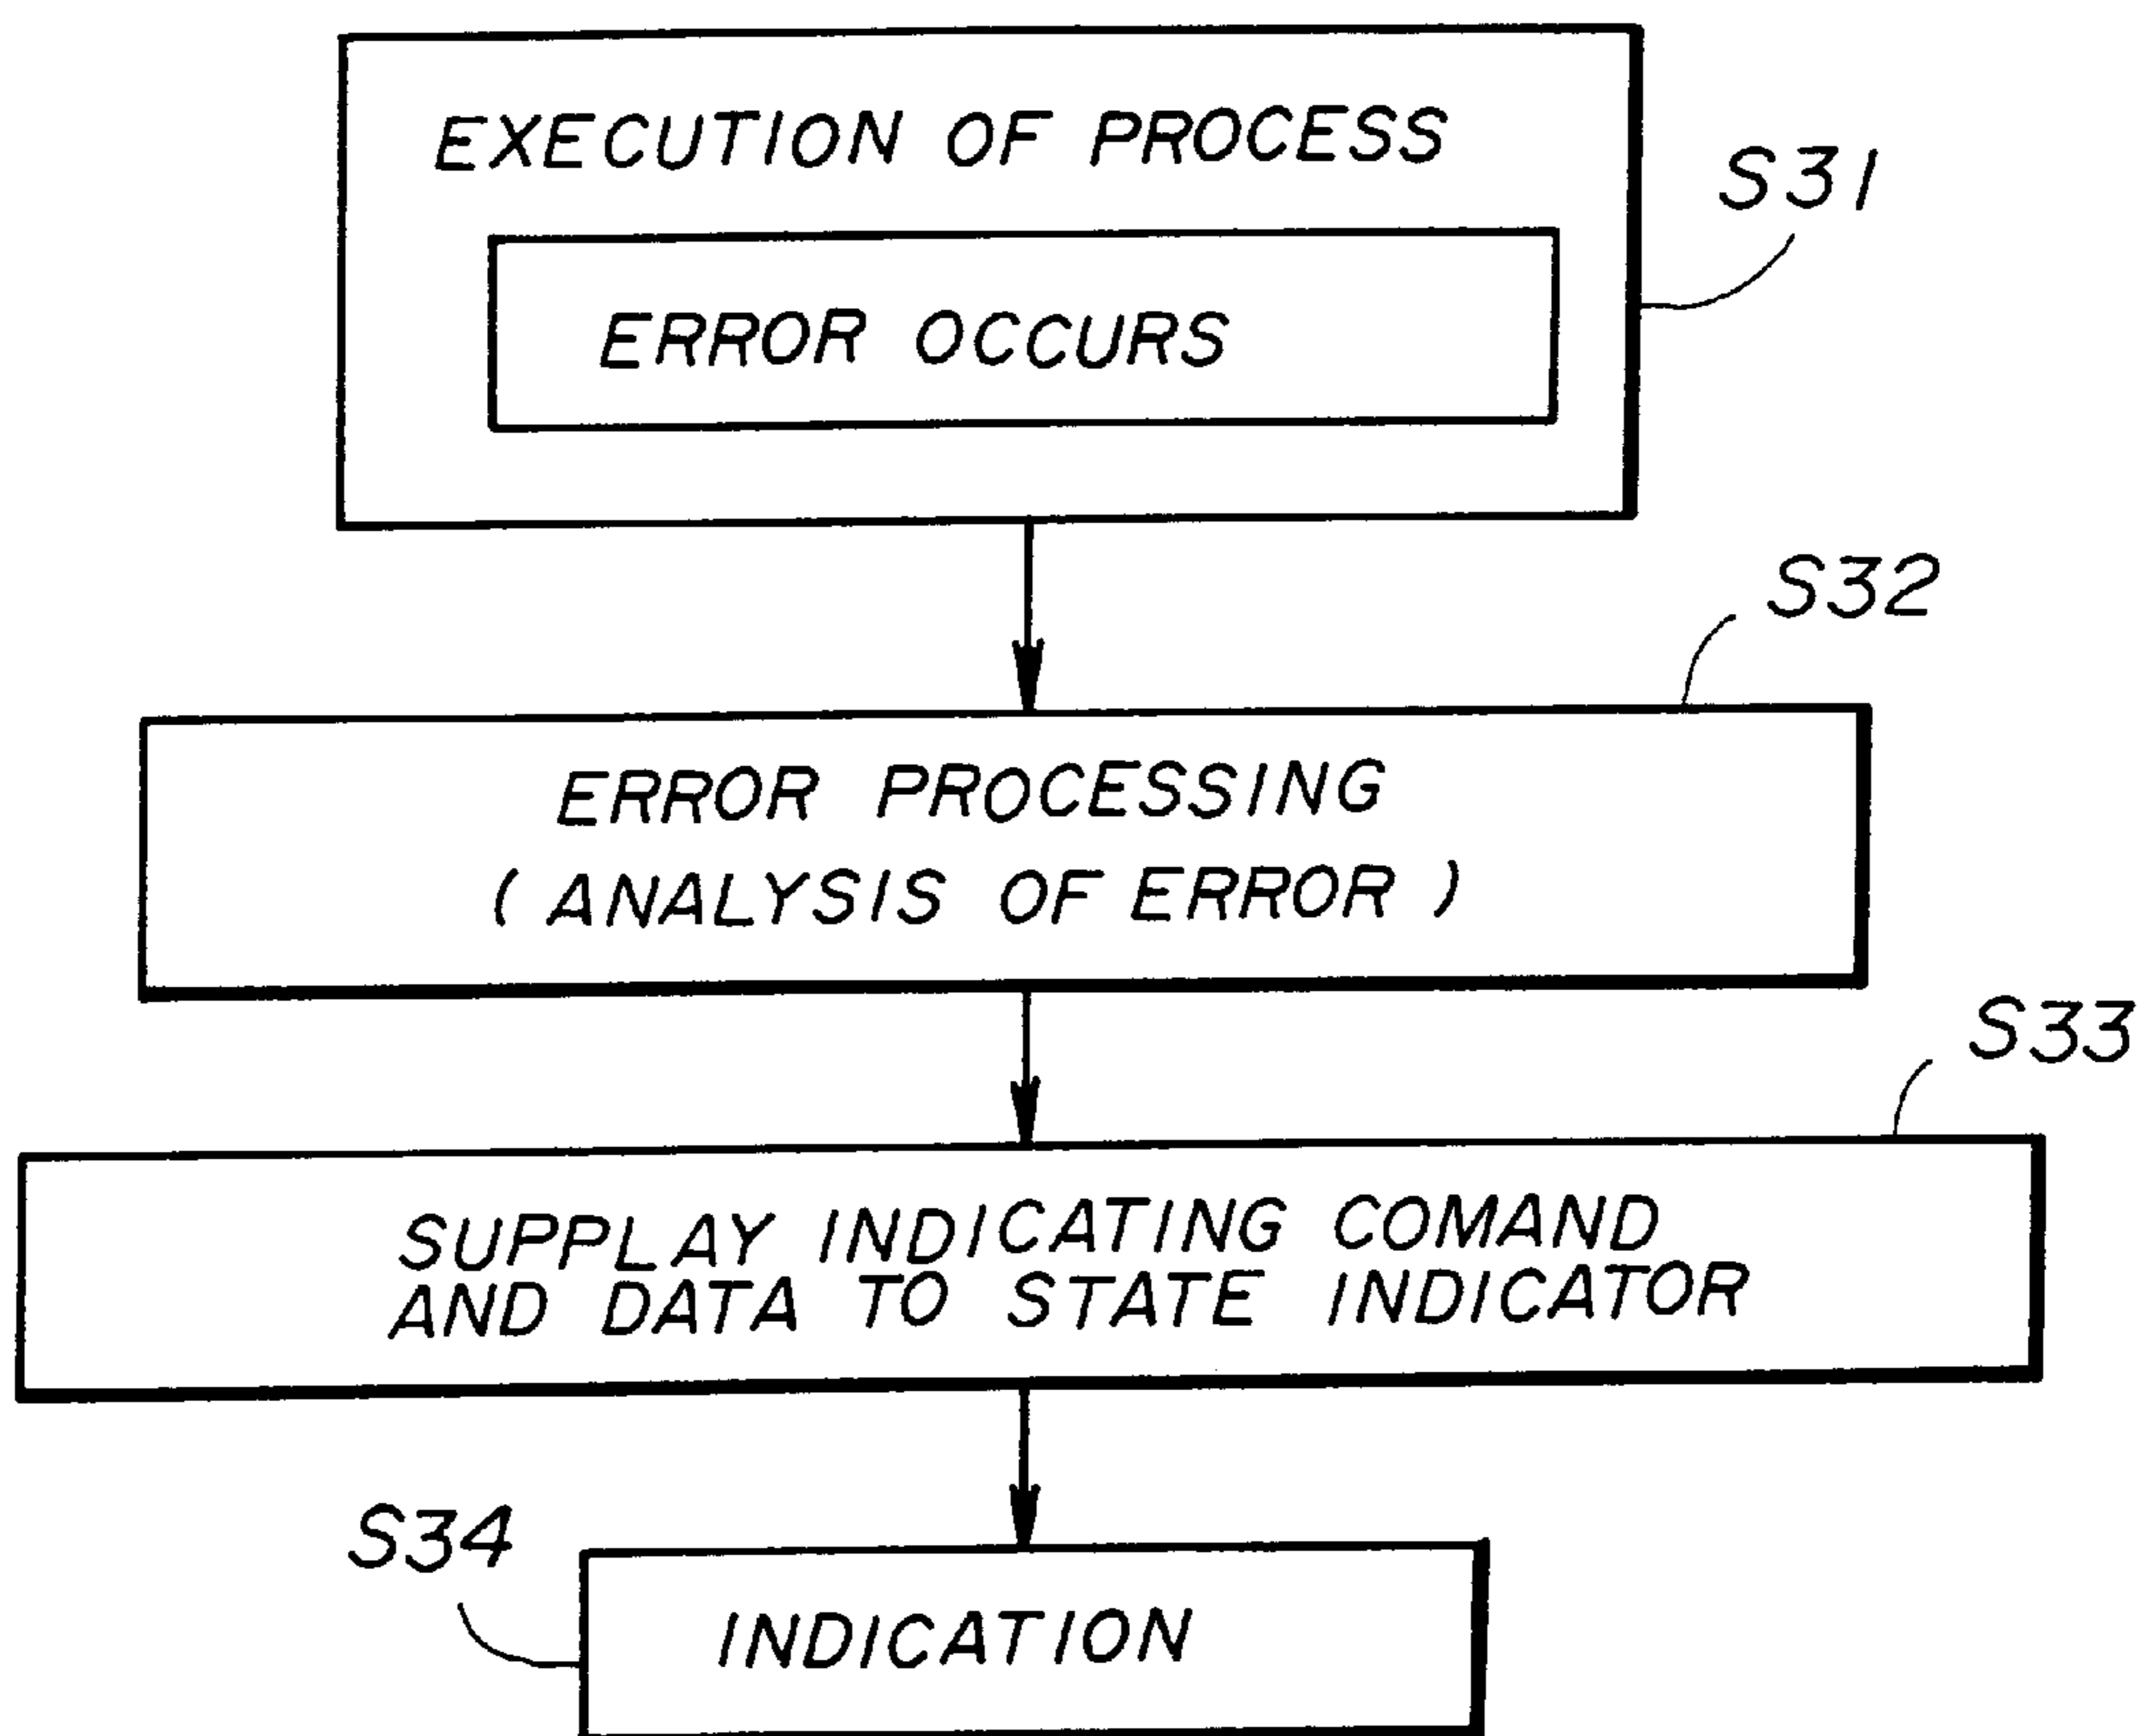 EXECUTION OF PROCESS
S31
ERROR OCCURS
S32
ERROR PROCESSING
( ANALYSIS OF ERROR )
S33
SUPPLAY INDICATING COMAND
AND DATA TO STATE INDICATOR
S34
INDICATION